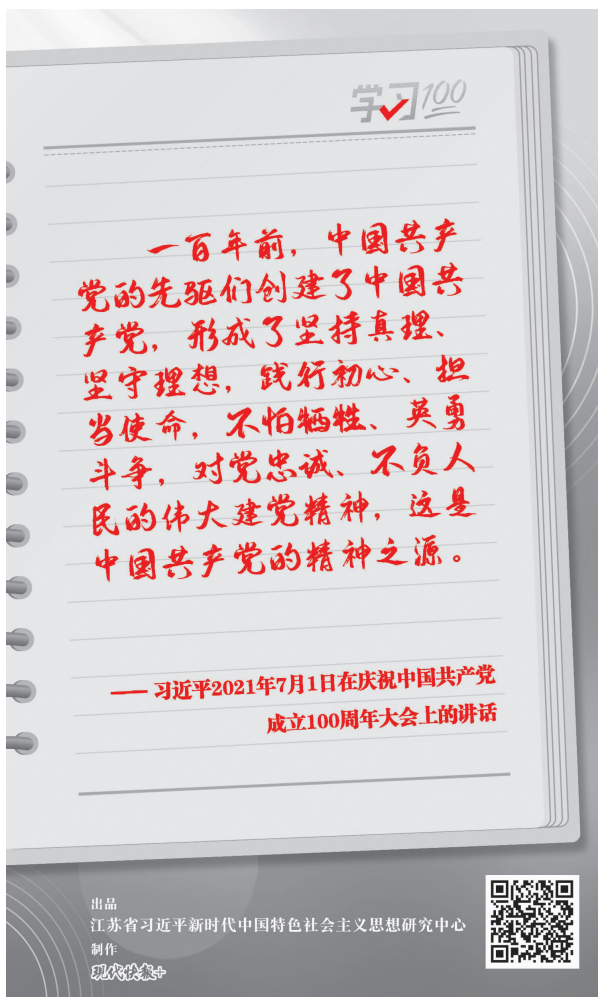 学习100
一百年前，中国共产
党的先驱们创建了中国共
产党，形成了坚持真理、
坚守理想，践行初心、担
当使命，不怕牺牲、英勇
斗争，对党忠诚、不负人
民的伟大建党精神，这是
中国共产党的精神之源。
—— 习近平2021年7月1日在庆祝中国共产党
成立100周年大会上的讲话
出品
江苏省习近平新时代中国特色社会主义思想研究中心
制作
现代快报+